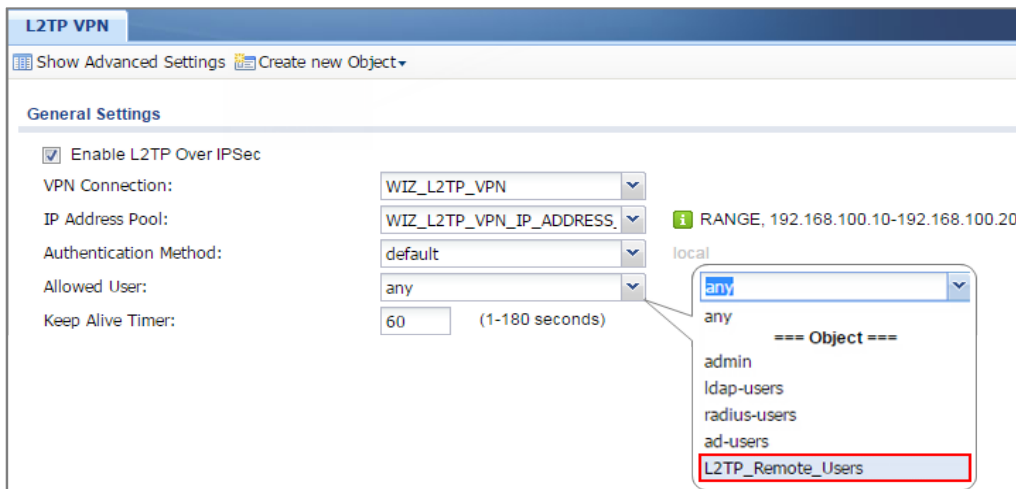 L2TP VPN
Show Advanced Settings Create new Object
General Settings
Enable L2TP Over IPSec
VPN Connection: WIZ_L2TP_VPN
IP Address Pool: WIZ_L2TP_VPN_IP_ADDRESS_ i RANGE, 192.168.100.10-192.168.100.20
Authentication Method: default local
Allowed User: any
Keep Alive Timer: 60 (1-180 seconds)
any
any
=== Object ===
admin
ldap-users
radius-users
ad-users
L2TP_Remote_Users